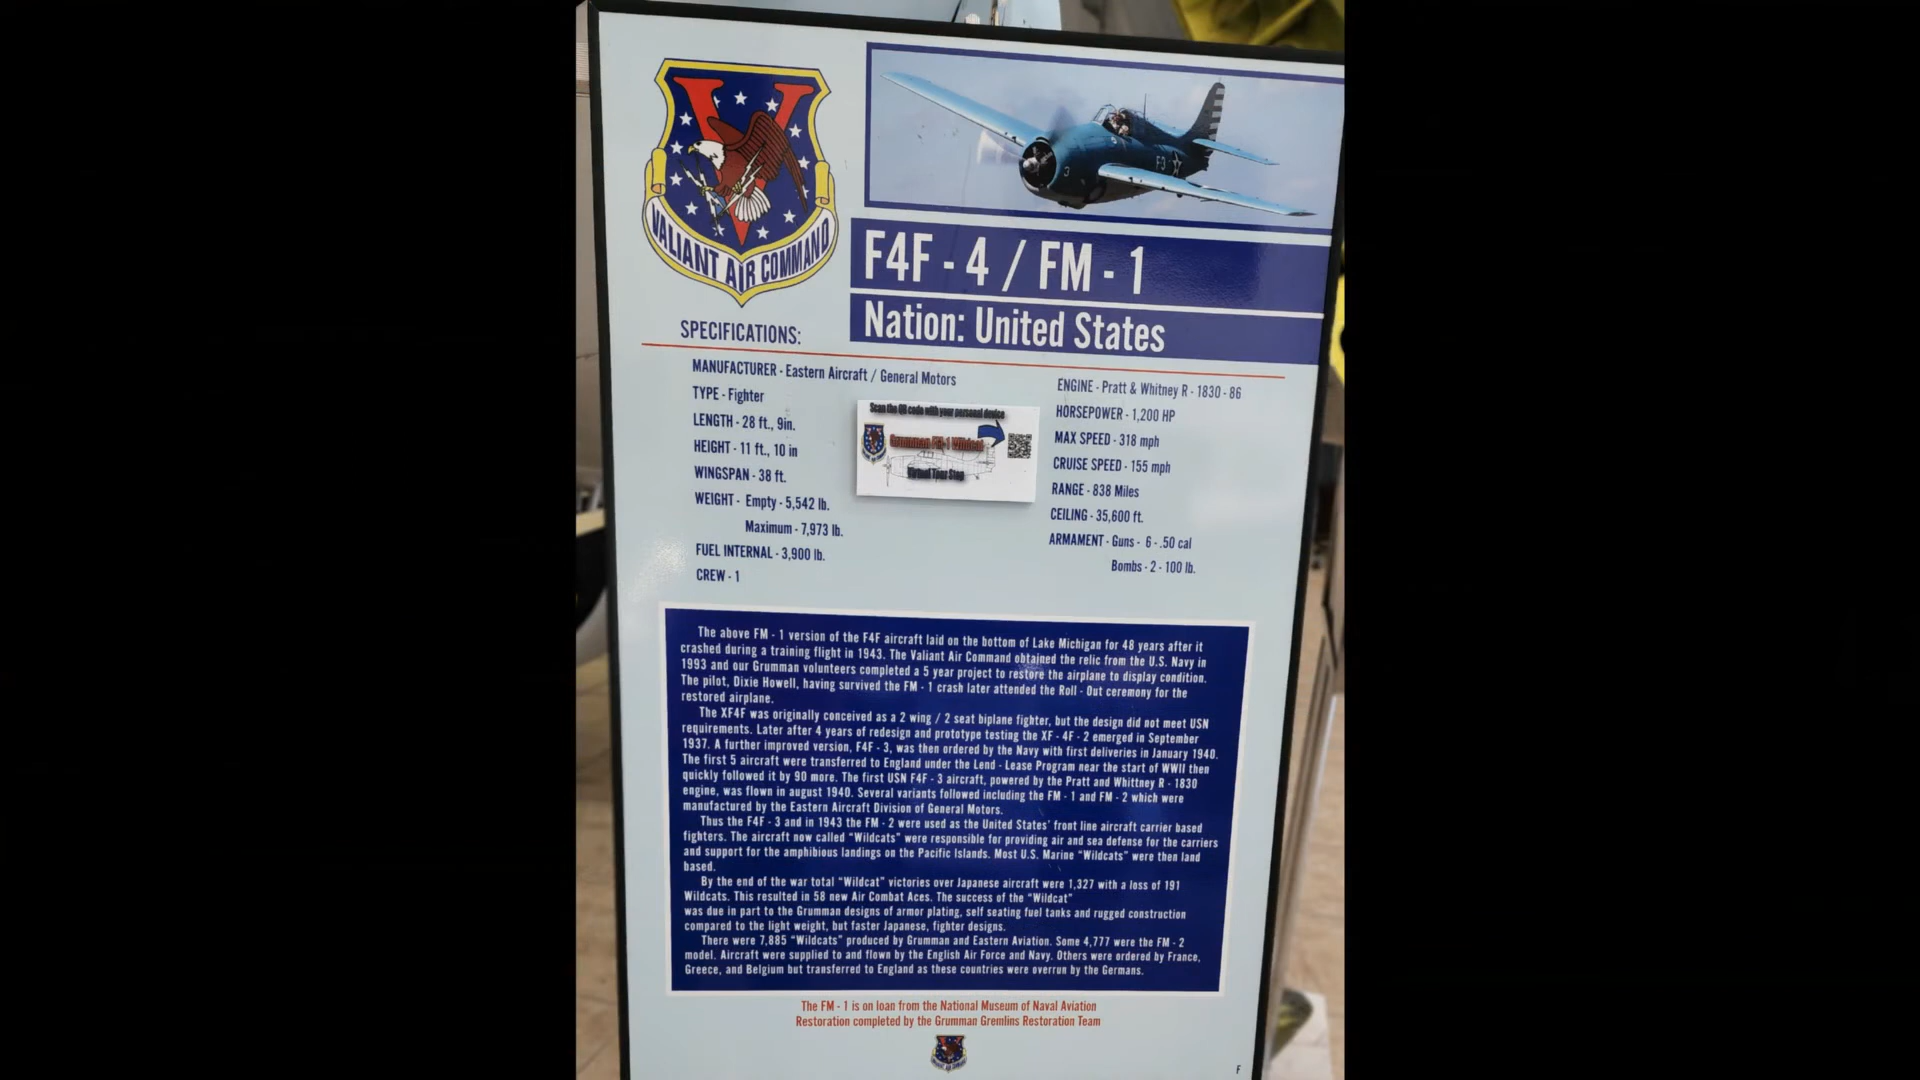 VALIANT AIR COMMAND
F3
3
F4F - 4 / FM - 1
Nation: United States
SPECIFICATIONS:
MANUFACTURER - Eastern Aircraft / General Motors
TYPE - Fighter
LENGTH - 28 ft., 9in.
HEIGHT - 11 ft., 10 in
WINGSPAN - 38 ft.
WEIGHT - Empty - 5,542 lb.
Maximum - 7,973 lb.
FUEL INTERNAL - 3,900 lb.
CREW - 1
Scan the QR code with your personal device
Grumman FM-1 Wildcat
Virtual Tour Stop
ENGINE - Pratt & Whitney R - 1830 - 86
HORSEPOWER - 1,200 HP
MAX SPEED - 318 mph
CRUISE SPEED - 155 mph
RANGE - 838 Miles
CEILING - 35,600 ft.
ARMAMENT - Guns - 6 - .50 cal
Bombs - 2 - 100 lb.
The above FM - 1 version of the F4F aircraft laid on the bottom of Lake Michigan for 48 years after it
crashed during a training flight in 1943. The Valiant Air Command obtained the relic from the U.S. Navy in
1993 and our Grumman volunteers completed a 5 year project to restore the airplane to display condition.
The pilot, Dixie Howell, having survived the FM - 1 crash later attended the Roll - Out ceremony for the
restored airplane.
The XF4F was originally conceived as a 2 wing / 2 seat biplane fighter, but the design did not meet USN
requirements. Later after 4 years of redesign and prototype testing the XF - 4F - 2 emerged in September
1937. A further improved version, F4F - 3, was then ordered by the Navy with first deliveries in January 1940.
The first 5 aircraft were transferred to England under the Lend - Lease Program near the start of WWII then
quickly followed it by 90 more. The first USN F4F - 3 aircraft, powered by the Pratt and Whittney R - 1830
engine, was flown in august 1940. Several variants followed including the FM - 1 and FM - 2 which were
manufactured by the Eastern Aircraft Division of General Motors.
Thus the F4F - 3 and in 1943 the FM - 2 were used as the United States' front line aircraft carrier based
fighters. The aircraft now called "Wildcats" were responsible for providing air and sea defense for the carriers
and support for the amphibious landings on the Pacific Islands. Most U.S. Marine "Wildcats" were then land
based.
By the end of the war total "Wildcat" victories over Japanese aircraft were 1,327 with a loss of 191
Wildcats. This resulted in 58 new Air Combat Aces. The success of the "Wildcat"
was due in part to the Grumman designs of armor plating, self seating fuel tanks and rugged construction
compared to the light weight, but faster Japanese, fighter designs.
There were 7,885 "Wildcats" produced by Grumman and Eastern Aviation. Some 4,777 were the FM - 2
model. Aircraft were supplied to and flown by the English Air Force and Navy. Others were ordered by France,
Greece, and Belgium but transferred to England as these countries were overrun by the Germans.
The FM - 1 is on loan from the National Museum of Naval Aviation
Restoration completed by the Grumman Gremlins Restoration Team
VALIANT AIR COMMAND
F